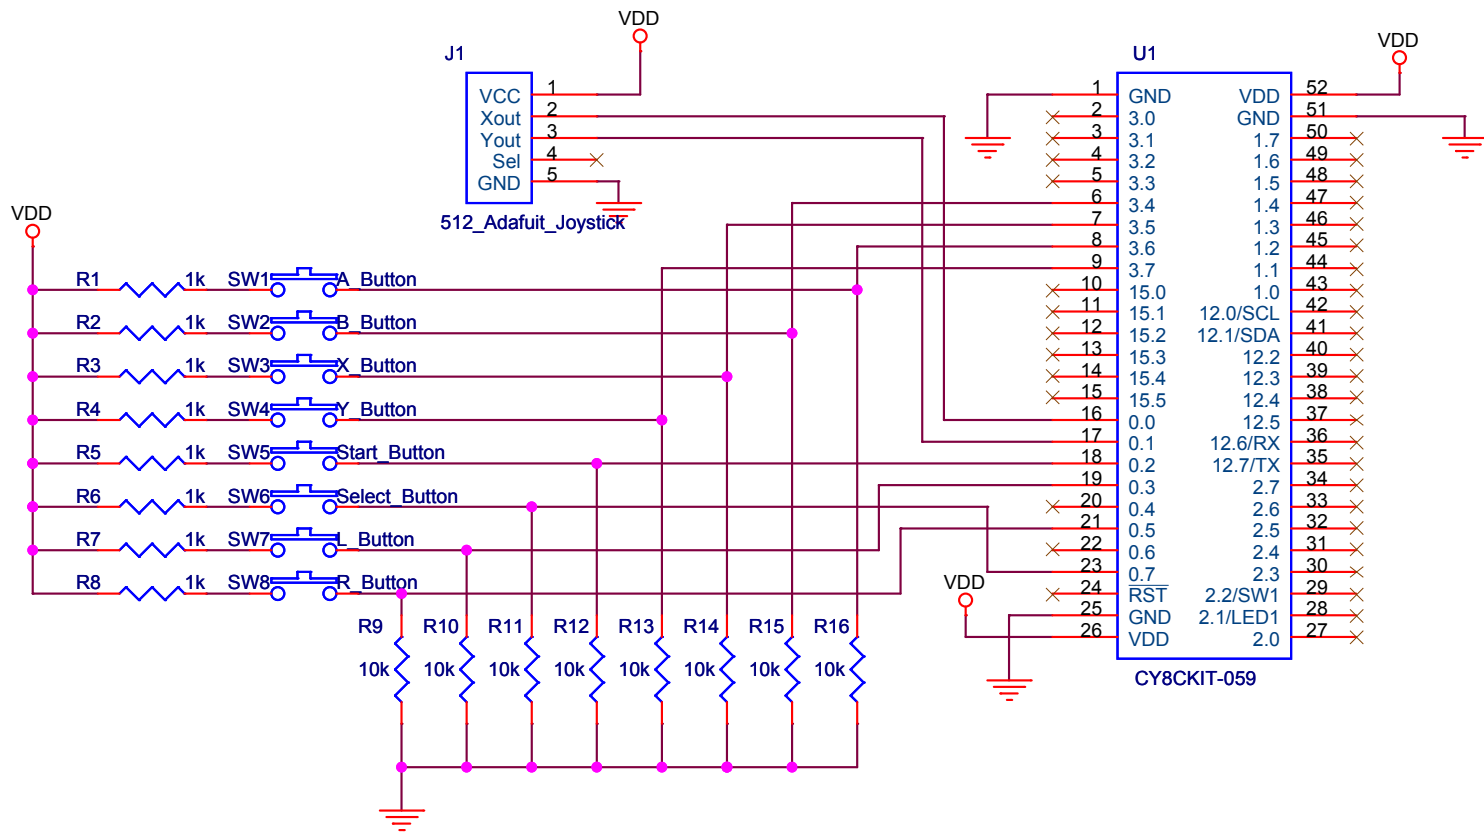 VDD
J1
VCC 1
Xout 2
Yout 3
Sel 4
GND 5
512_Adafuit_Joystick
VDD
R1 1k SW1 A_Button
R2 1k SW2 B_Button
R3 1k SW3 X_Button
R4 1k SW4 Y_Button
R5 1k SW5 Start_Button
R6 1k SW6 Select_Button
R7 1k SW7 L_Button
R8 1k SW8 R_Button
R9 R10 R11 R12 R13 R14 R15 R16
10k 10k 10k 10k 10k 10k 10k 10k
U1
VDD
1 GND VDD 52
2 3.0 GND 51
3 3.1 1.7 50
4 3.2 1.6 49
5 3.3 1.5 48
6 3.4 1.4 47
7 3.5 1.3 46
8 3.6 1.2 45
9 3.7 1.1 44
10 15.0 1.0 43
11 15.1 12.0/SCL 42
12 15.2 12.1/SDA 41
13 15.3 12.2 40
14 15.4 12.3 39
15 15.5 12.4 38
16 0.0 12.5 37
17 0.1 12.6/RX 36
18 0.2 12.7/TX 35
19 0.3 2.7 34
20 0.4 2.6 33
21 0.5 2.5 32
22 0.6 2.4 31
23 0.7 2.3 30
24 RST 2.2/SW1 29
25 GND 2.1/LED1 28
26 VDD 2.0 27
VDD
CY8CKIT-059